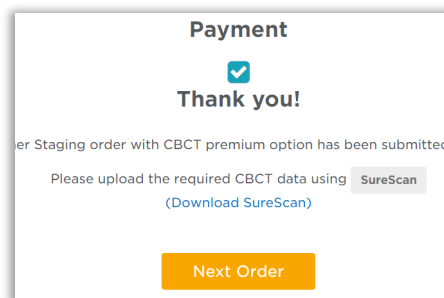 Payment
Thank you!
er Staging order with CBCT premium option has been submitted
Please upload the required CBCT data using SureScan
(Download SureScan)
Next Order